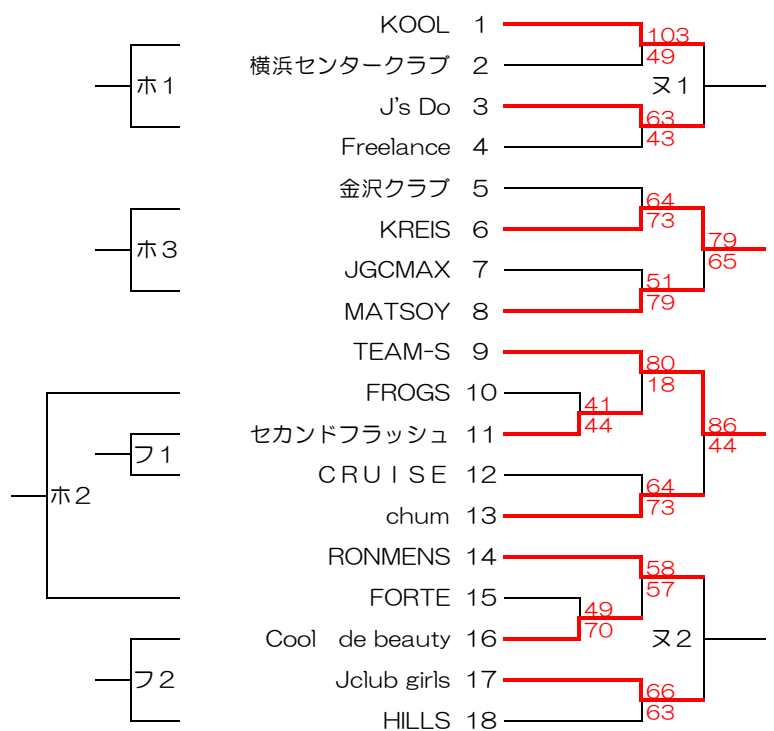 KOOL 1
103
49
横浜センタークラブ 2
ホ1
ヌ1
J's Do 3
63
43
Freelance 4
金沢クラブ 5
64
73
KREIS 6
79
65
ホ3
JGCMAX 7
51
79
MATSOY 8
TEAM-S 9
80
18
FROGS 10
41
44
セカンドフラッシュ 11
86
44
フ1
CRUISE 12
64
73
ホ2
chum 13
RONMENS 14
58
57
FORTE 15
49
70
Cool de beauty 16
ヌ2
Jclub girls 17
66
63
フ2
HILLS 18